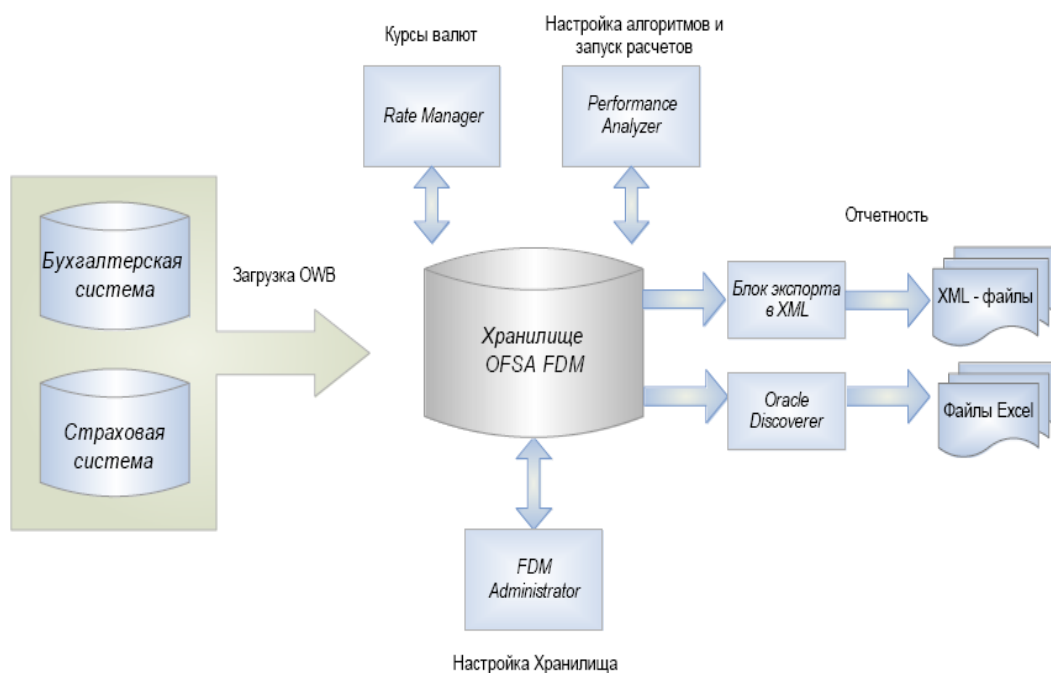 Курсы валют
Настройка алгоритмов и
запуск расчетов
Rate Manager
Performance
Analyzer
Бухгалтерская
система
Загрузка OWB
Страховая
система
Хранилище
OFSA FDM
Отчетность
Блок экспорта
в XML
XML - файлы
Oracle
Discoverer
Файлы Excel
FDM
Administrator
Настройка Хранилища